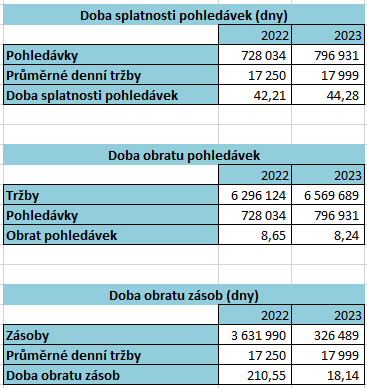 Doba splatnosti pohledávek (dny)
2022 2023
Pohledávky 728 034 796 931
Průměrné denní tržby 17 250 17 999
Doba splatnosti pohledávek 42,21 44,28
Doba obratu pohledávek
2022 2023
Tržby 6 296 124 6 569 689
Pohledávky 728 034 796 931
Obrat pohledávek 8,65 8,24
Doba obratu zásob (dny)
2022 2023
Zásoby 3 631 990 326 489
Průměrné denní tržby 17 250 17 999
Doba obratu zásob 210,55 18,14